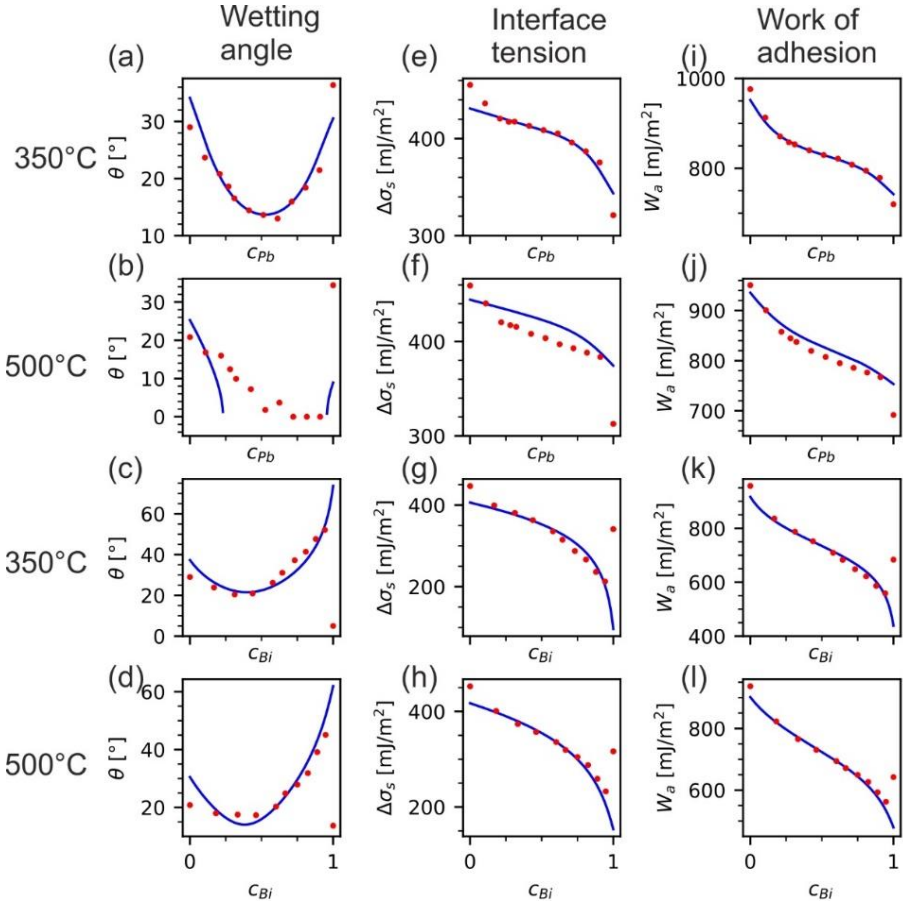 Wetting angle
Interface tension
Work of adhesion
350°C
(a)
θ [°]
30
20
10
c_Pb
(e)
Δσ_s [mJ/m²]
400
300
c_Pb
(i)
W_a [mJ/m²]
1000
800
c_Pb
500°C
(b)
θ [°]
30
20
10
0
c_Pb
(f)
Δσ_s [mJ/m²]
400
300
c_Pb
(j)
W_a [mJ/m²]
900
800
700
c_Pb
350°C
(c)
θ [°]
60
40
20
0
c_Bi
(g)
Δσ_s [mJ/m²]
400
200
c_Bi
(k)
W_a [mJ/m²]
800
600
400
c_Bi
500°C
(d)
θ [°]
60
40
20
0
1
c_Bi
(h)
Δσ_s [mJ/m²]
400
200
0
1
c_Bi
(l)
W_a [mJ/m²]
800
600
0
1
c_Bi